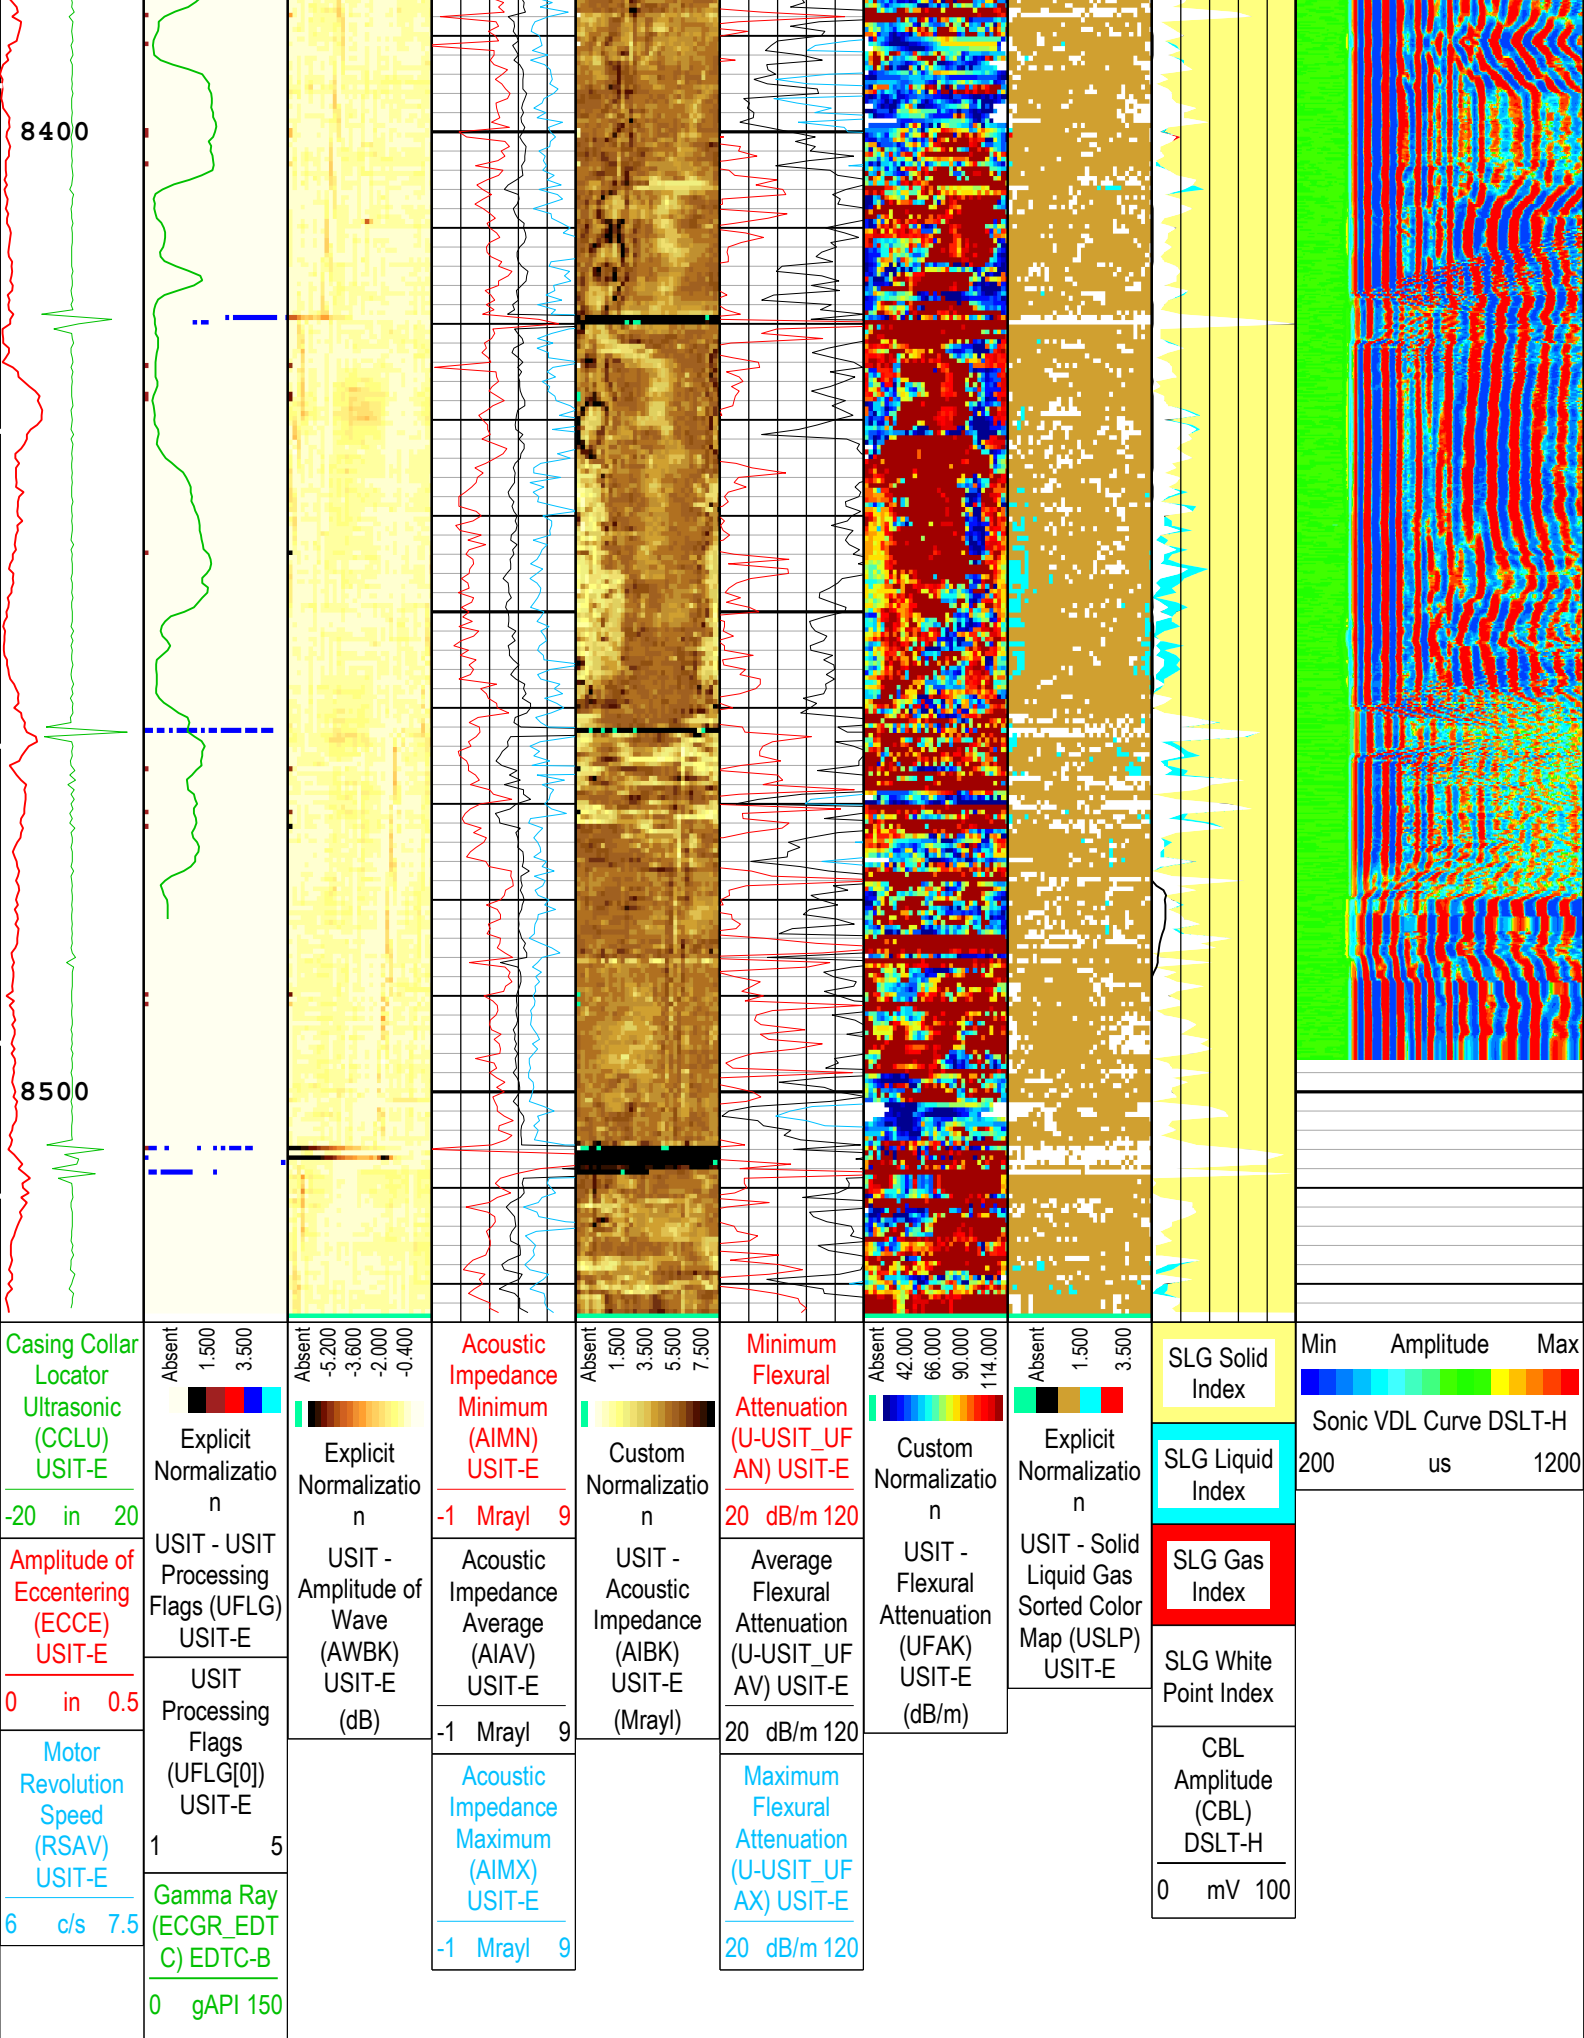 8400
8500
Casing Collar
Locator
Ultrasonic
(CCLU)
USIT-E
-20 in 20
Amplitude of
Eccentering
(ECCE)
USIT-E
0 in 0.5
Motor
Revolution
Speed
(RSAV)
USIT-E
6 c/s 7.5
Absent
1.500
3.500
Explicit
Normalizatio
n
USIT - USIT
Processing
Flags (UFLG)
USIT-E
USIT
Processing
Flags
(UFLG[0])
USIT-E
1 5
Gamma Ray
(ECGR_EDT
C) EDTC-B
0 gAPI 150
Absent
-5.200
-3.600
-2.000
-0.400
Explicit
Normalizatio
n
USIT -
Amplitude of
Wave
(AWBK)
USIT-E
(dB)
Acoustic
Impedance
Minimum
(AIMN)
USIT-E
-1 Mrayl 9
Acoustic
Impedance
Average
(AIAV)
USIT-E
-1 Mrayl 9
Acoustic
Impedance
Maximum
(AIMX)
USIT-E
-1 Mrayl 9
Absent
1.500
3.500
5.500
7.500
Custom
Normalizatio
n
USIT -
Acoustic
Impedance
(AIBK)
USIT-E
(Mrayl)
Minimum
Flexural
Attenuation
(U-USIT_UF
AN) USIT-E
20 dB/m 120
Average
Flexural
Attenuation
(U-USIT_UF
AV) USIT-E
20 dB/m 120
Maximum
Flexural
Attenuation
(U-USIT_UF
AX) USIT-E
20 dB/m 120
Absent
42.000
66.000
90.000
114.000
Custom
Normalizatio
n
USIT -
Flexural
Attenuation
(UFAK)
USIT-E
(dB/m)
Absent
1.500
3.500
Explicit
Normalizatio
n
USIT - Solid
Liquid Gas
Sorted Color
Map (USLP)
USIT-E
SLG Solid
Index
SLG Liquid
Index
SLG Gas
Index
SLG White
Point Index
CBL
Amplitude
(CBL)
DSLT-H
0 mV 100
Min Amplitude Max
Sonic VDL Curve DSLT-H
200 us 1200